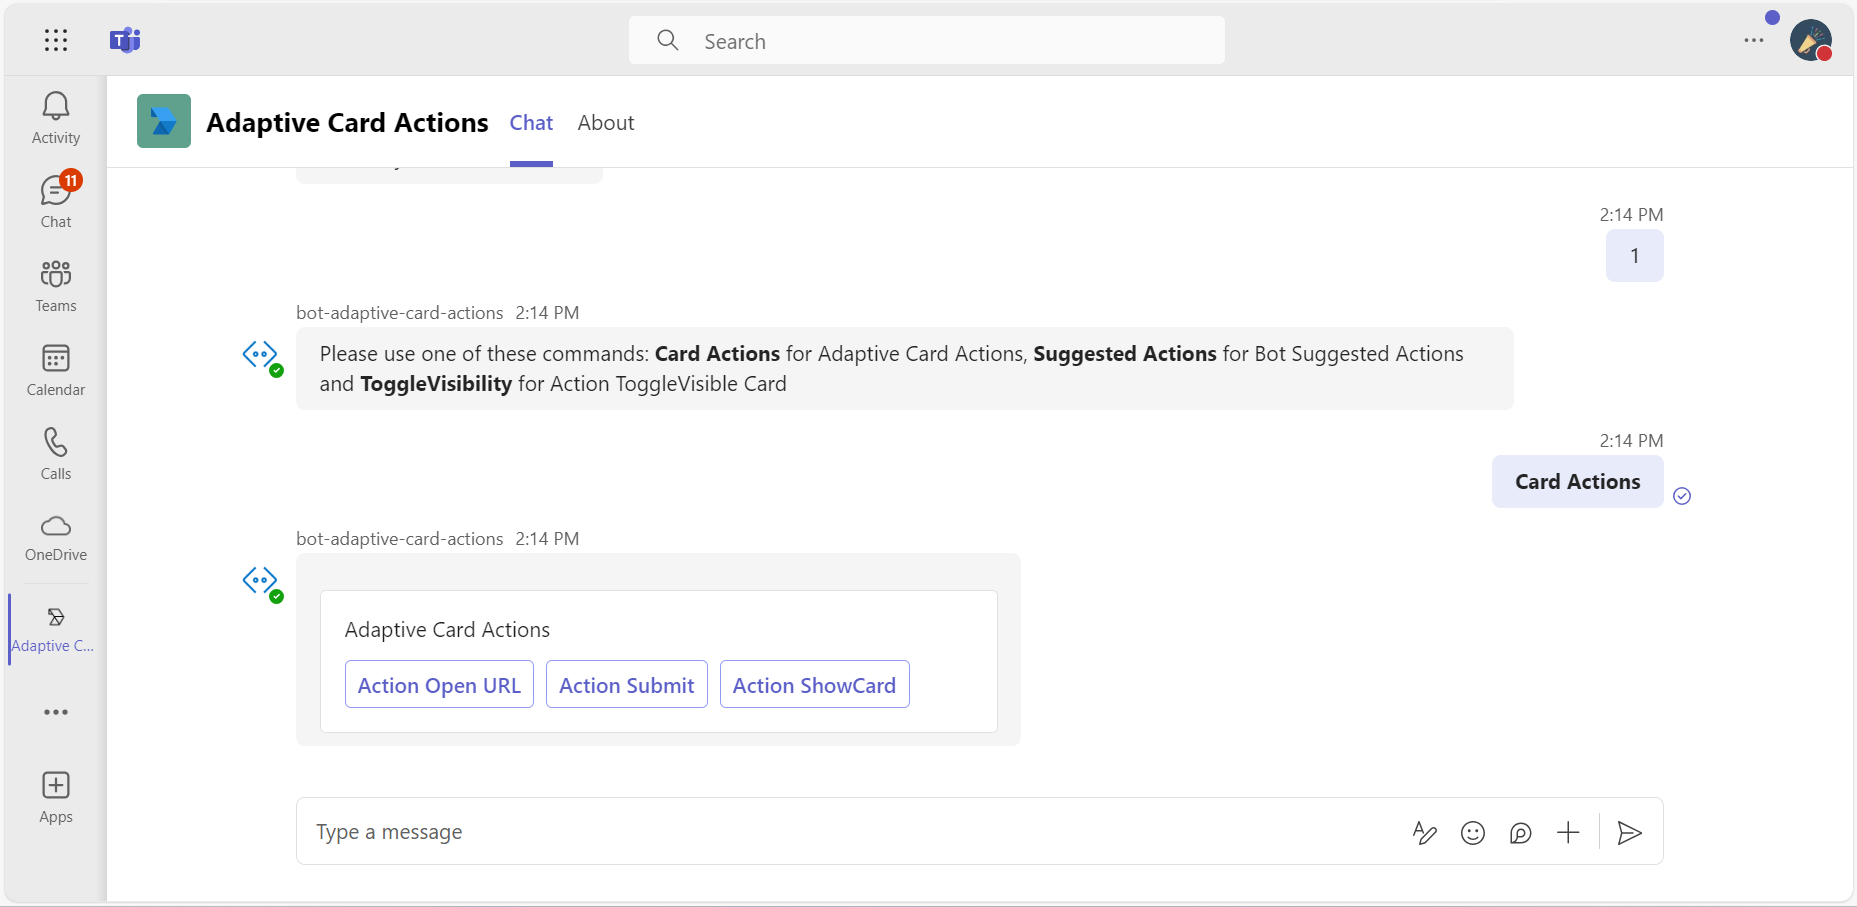 Search
Activity
11
Chat
Teams
Calendar
Calls
OneDrive
Adaptive C...
Apps
Adaptive Card Actions Chat About
2:14 PM
1
bot-adaptive-card-actions 2:14 PM
Please use one of these commands: Card Actions for Adaptive Card Actions, Suggested Actions for Bot Suggested Actions
and ToggleVisibility for Action ToggleVisible Card
2:14 PM
Card Actions
bot-adaptive-card-actions 2:14 PM
Adaptive Card Actions
Action Open URL Action Submit Action ShowCard
Type a message